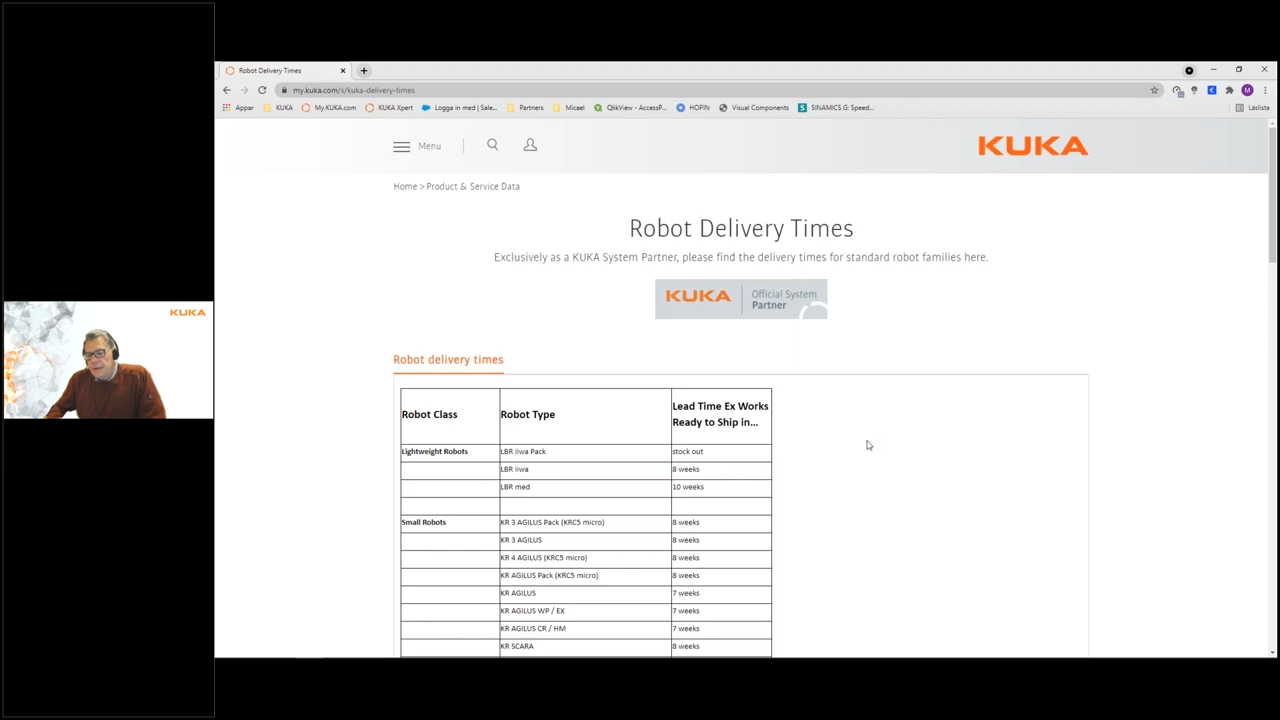 Robot Delivery Times
my.kuka.com/s/kuka-delivery-times
M
Appar KUKA My.KUKA.com KUKA Xpert Logga in med | Sale... Partners Micael QlikView - AccessP... HOPIN Visual Components S SINAMICS G: Speed... Läslista
Menu
KUKA
Home > Product & Service Data
Robot Delivery Times
Exclusively as a KUKA System Partner, please find the delivery times for standard robot families here.
KUKA Official System
Partner
KUKA
Robot delivery times
Robot Class Robot Type Lead Time Ex Works
Ready to Ship in...
Lightweight Robots LBR iiwa Pack stock out
LBR iiwa 8 weeks
LBR med 10 weeks
Small Robots KR 3 AGILUS Pack (KRC5 micro) 8 weeks
KR 3 AGILUS 8 weeks
KR 4 AGILUS (KRC5 micro) 8 weeks
KR AGILUS Pack (KRC5 micro) 8 weeks
KR AGILUS 7 weeks
KR AGILUS WP / EX 7 weeks
KR AGILUS CR / HM 7 weeks
KR SCARA 8 weeks